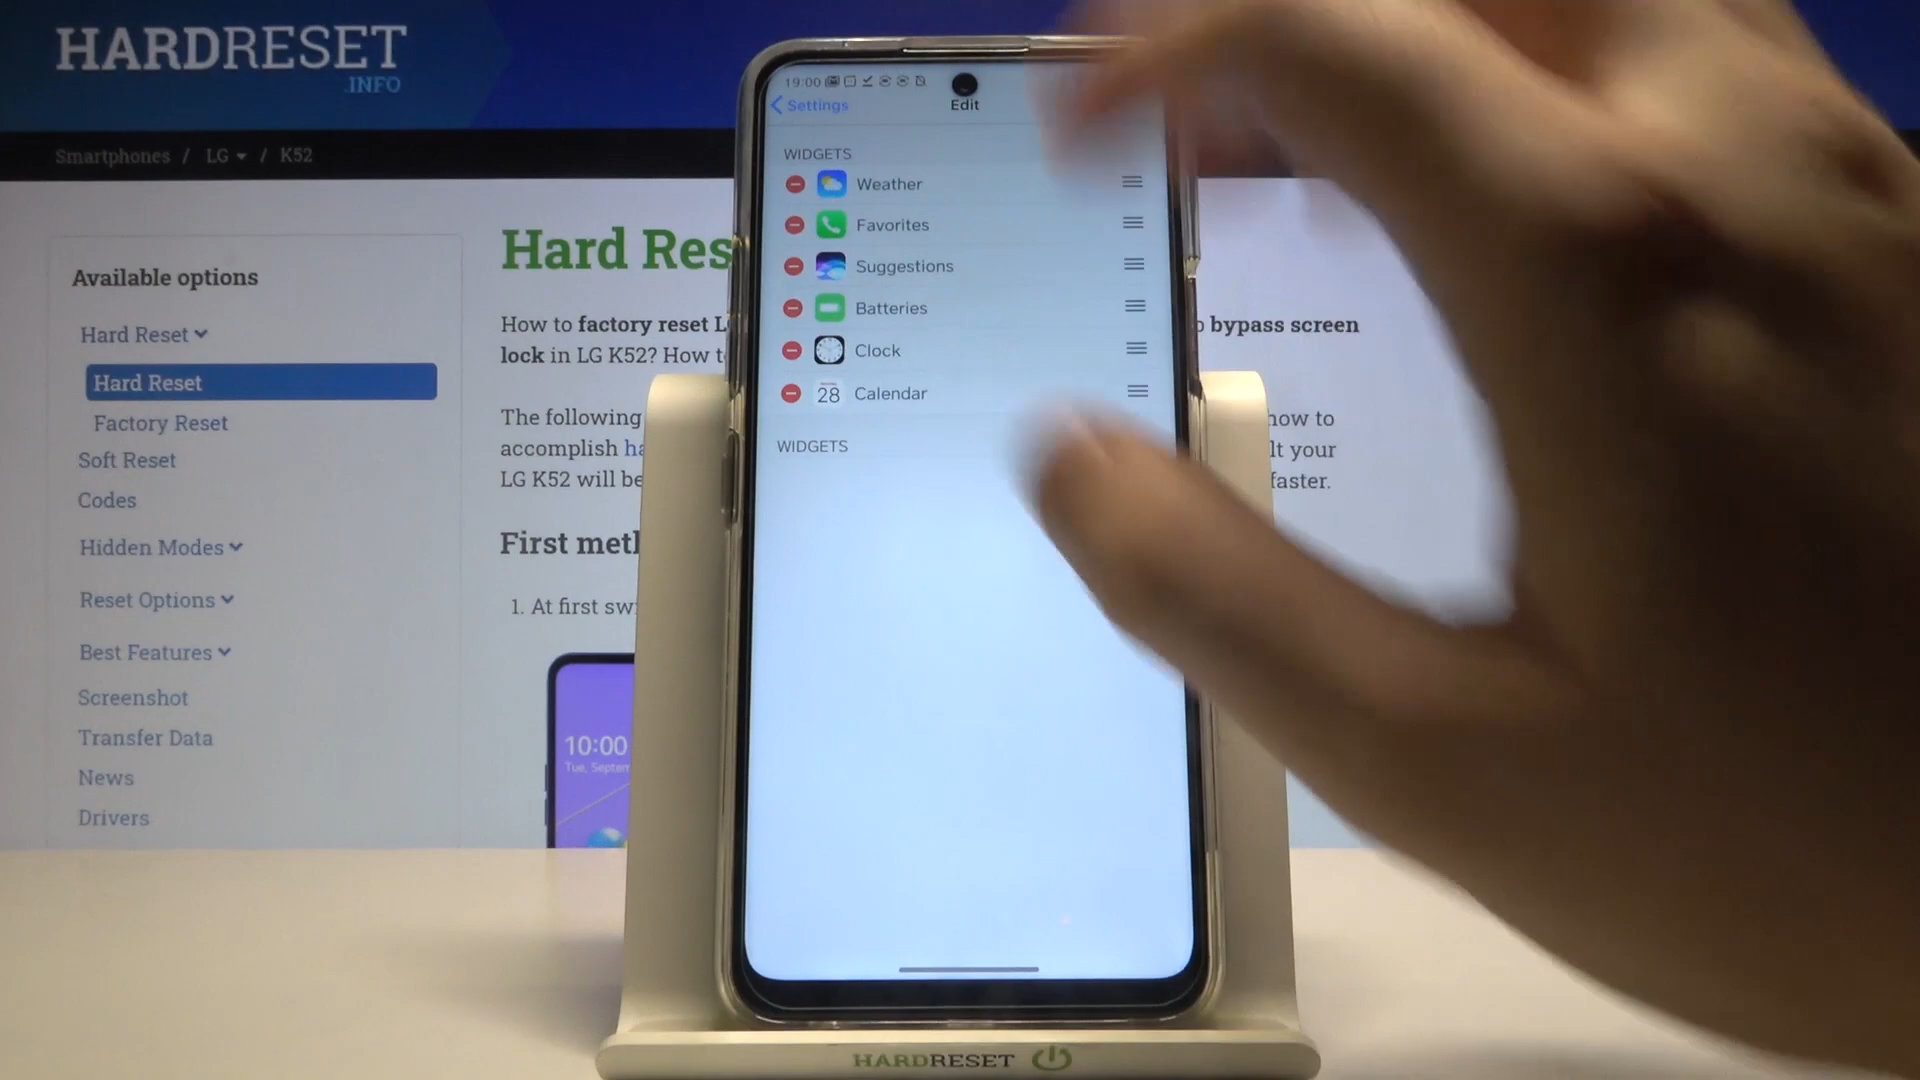 HARDRESET
.INFO
Smartphones / LG / K52
Available options
Hard Reset
Hard Reset
Factory Reset
Soft Reset
Codes
Hidden Modes
Reset Options
Best Features
Screenshot
Transfer Data
News
Drivers
Hard Res
How to factory reset L
bypass screen
lock in LG K52? How t
The following
how to
accomplish ha
lt your
LG K52 will be
faster.
First meth
1. At first sw
10:00
Tue, Septem
19:00
Settings
Edit
WIDGETS
Weather
Favorites
Suggestions
Batteries
Clock
28 Calendar
WIDGETS
HARDRESET